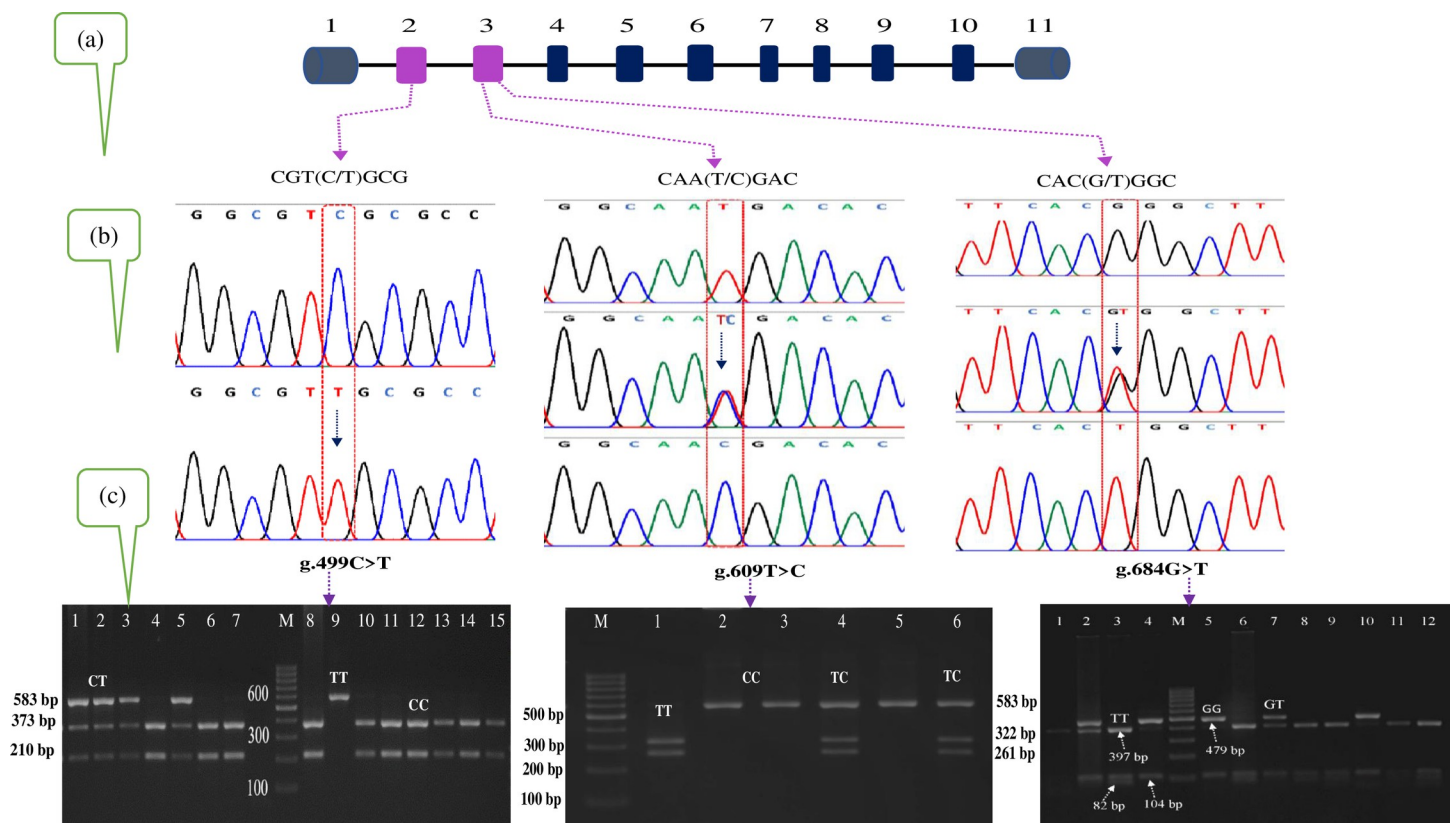 (a)
1 2 3 4 5 6 7 8 9 10 11
CGT(C/T)GCG
CAA(T/C)GAC
CAC(G/T)GGC
(b)
G G C G T C G C G C C
G G C G T T G C G C C
G G C A A T G A C A C
G G C A A TC G A C A C
G G C A A C G A C A C
T T C A C G G G C T T
T T C A C GT G G C T T
T T C A C T G G C T T
(c)
g.499C>T
g.609T>C
g.684G>T
1 2 3 4 5 6 7 M 8 9 10 11 12 13 14 15
CT
TT
CC
583 bp
373 bp
210 bp
600
300
100
M 1 2 3 4 5 6
TT
CC
TC
TC
500 bp
300 bp
200 bp
100 bp
1 2 3 4 M 5 6 7 8 9 10 11 12
583 bp
322 bp
261 bp
TT
GG
GT
397 bp
479 bp
82 bp
104 bp